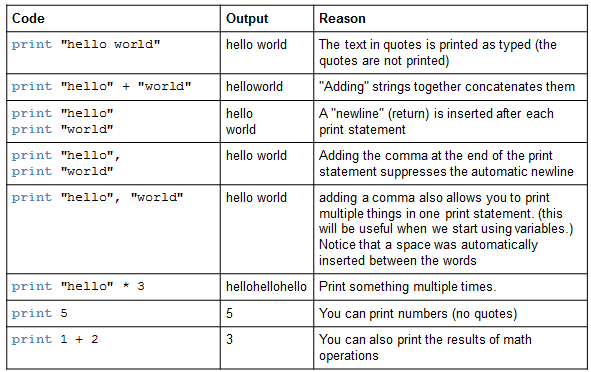 Code Output Reason
print "hello world" hello world The text in quotes is printed as typed (the
quotes are not printed)
print "hello" + "world" helloworld "Adding" strings together concatenates them
print "hello" hello A "newline" (return) is inserted after each
print "world" world print statement
print "hello", hello world Adding the comma at the end of the print
print "world" statement suppresses the automatic newline
print "hello", "world" hello world adding a comma also allows you to print
multiple things in one print statement. (this
will be useful when we start using variables.)
Notice that a space was automatically
inserted between the words
print "hello" * 3 hellohellohello Print something multiple times.
print 5 5 You can print numbers (no quotes)
print 1 + 2 3 You can also print the results of math
operations